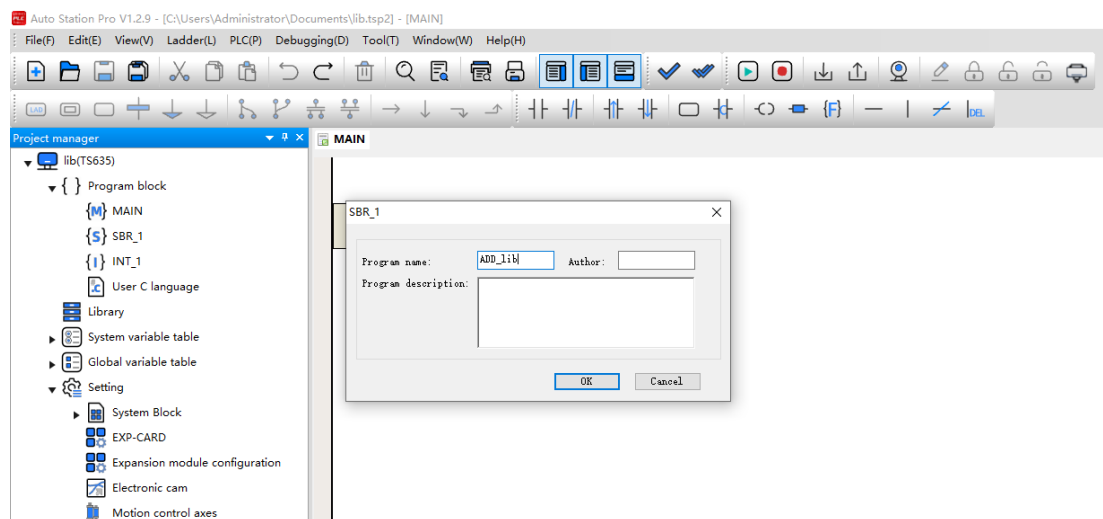 Auto Station Pro V1.2.9 - [C:\Users\Administrator\Documents\lib.tsp2] - [MAIN]
File(F) Edit(E) View(V) Ladder(L) PLC(P) Debugging(D) Tool(T) Window(W) Help(H)
LAB
{F}
DEL
Project manager
MAIN
lib(TS635)
{ } Program block
{M} MAIN
{S} SBR_1
{I} INT_1
.c User C language
Library
System variable table
Global variable table
Setting
System Block
EXP-CARD
Expansion module configuration
Electronic cam
Motion control axes
SBR_1
Program name: ADD_lib Author:
Program description:
OK Cancel